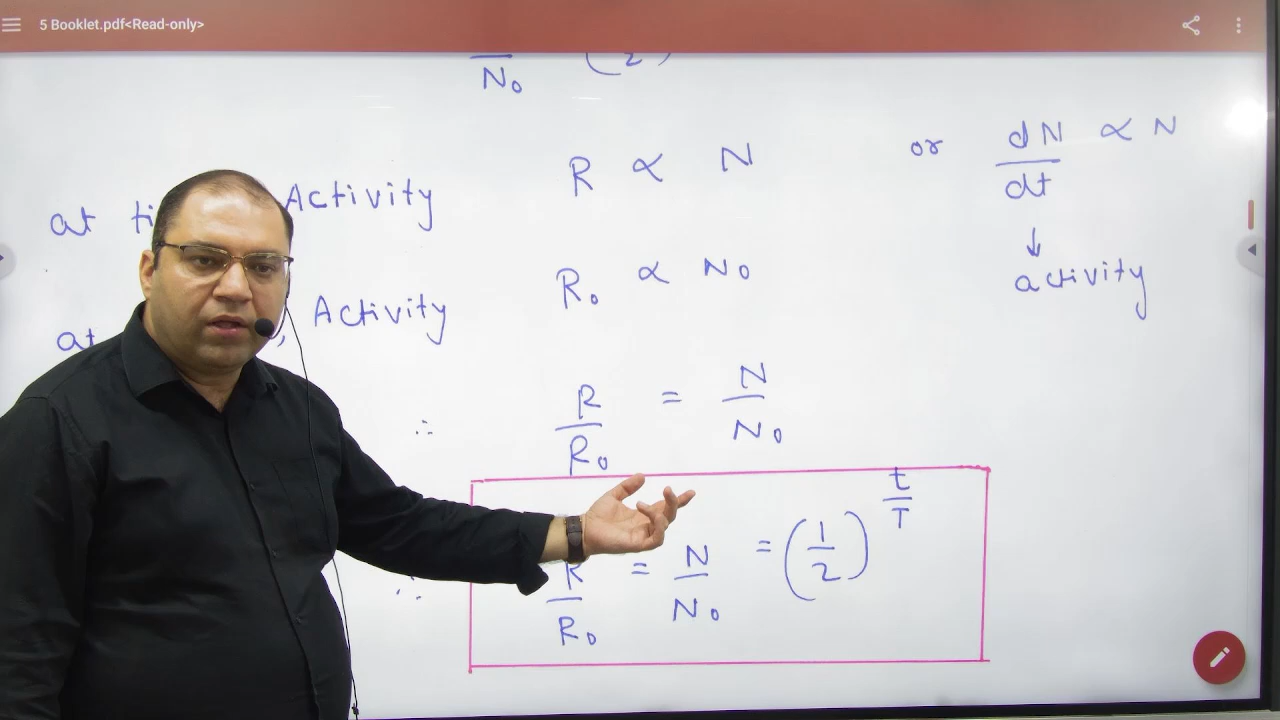 5 Booklet.pdf<Read-only>
N₀
at Activity R ∝ N or dN/dt ∝ N
↓
activity
at , Activity R₀ ∝ N₀
∴ R/R₀ = N/N₀
∴ R/R₀ = N/N₀ = (1/2)^(t/T)